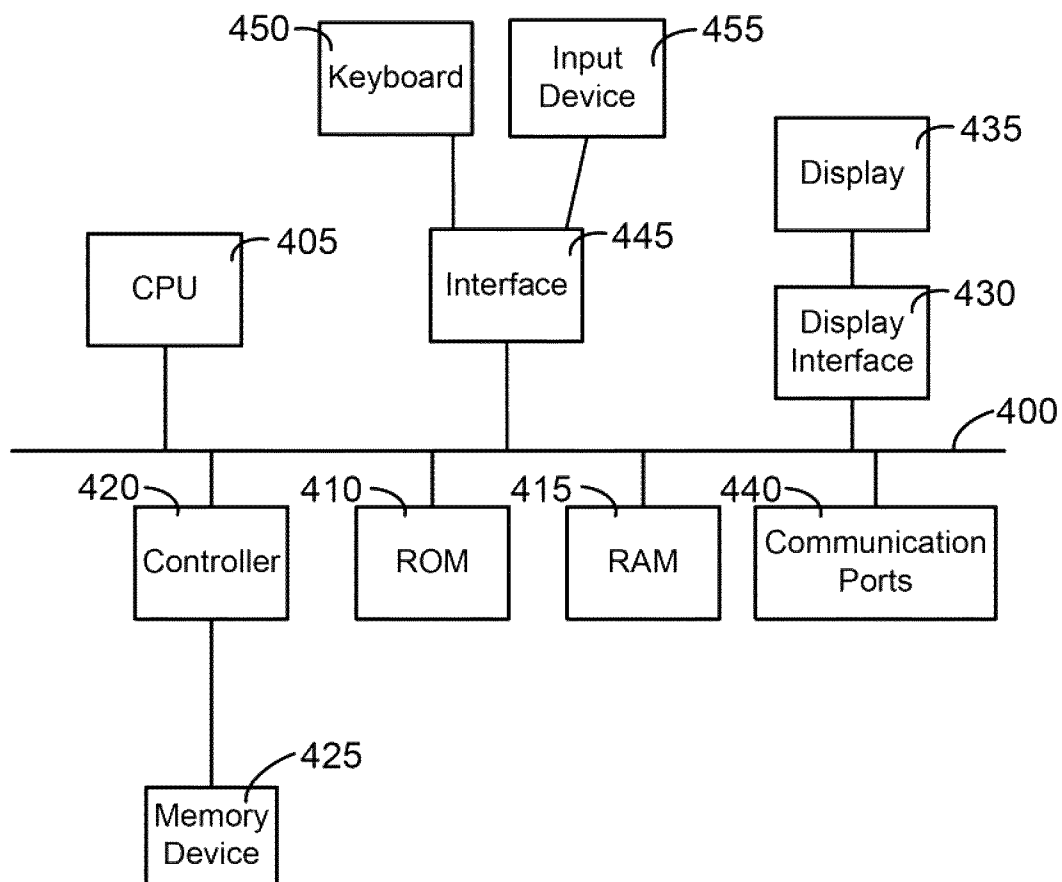 450
Keyboard
455
Input
Device
435
Display
405
CPU
445
Interface
430
Display
Interface
400
420
Controller
410
ROM
415
RAM
440
Communication
Ports
425
Memory
Device